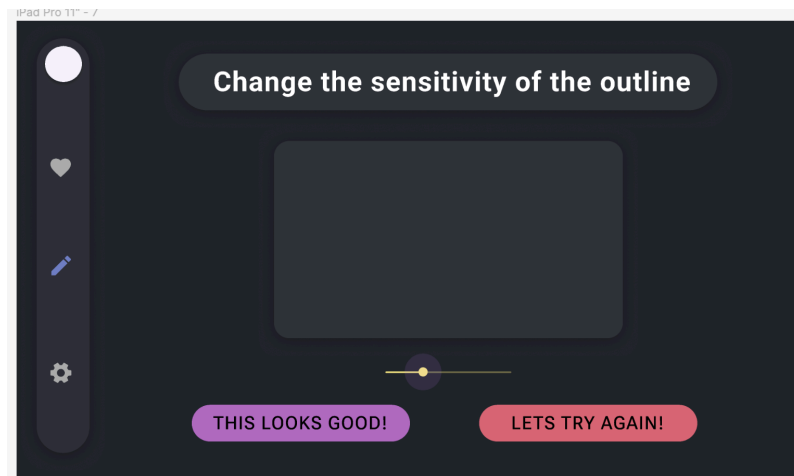 iPad Pro 11" - 7
Change the sensitivity of the outline
THIS LOOKS GOOD!
LETS TRY AGAIN!